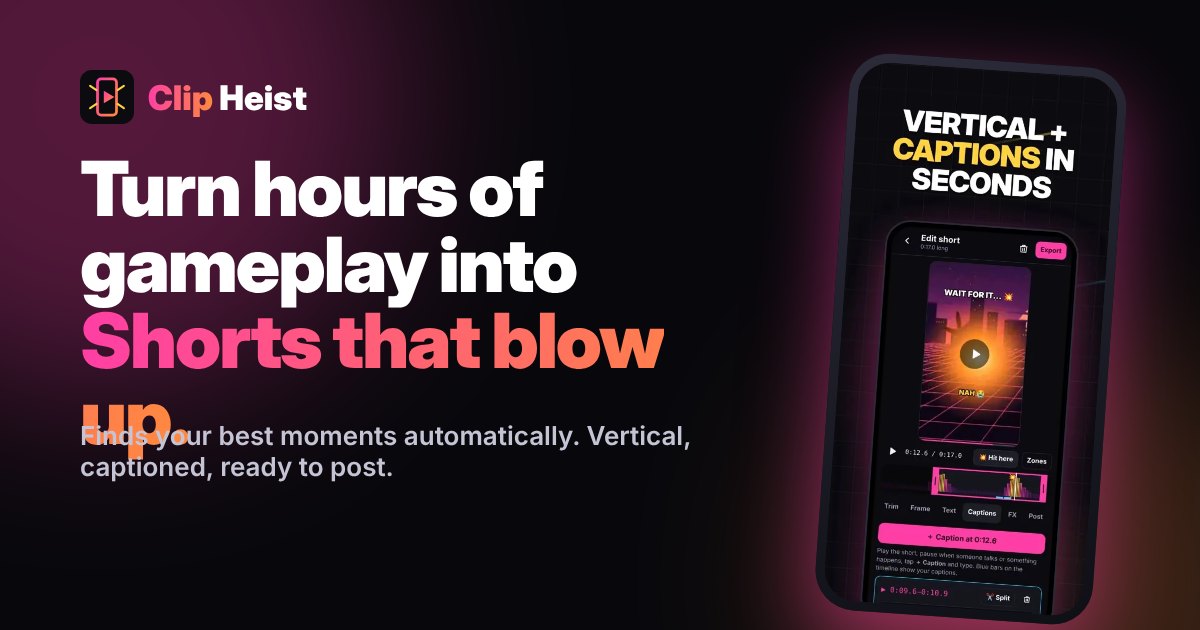 Clip Heist
Turn hours of
gameplay into
Shorts that blow
up.
Finds your best moments automatically. Vertical,
captioned, ready to post.
VERTICAL +
CAPTIONS IN
SECONDS
Edit short
0:17.0 long
Export
WAIT FOR IT... 💥
NAH 😭
0:12.6 / 0:17.0
💥 Hit here
Zones
Trim Frame Text Captions FX Post
+ Caption at 0:12.6
Play the short, pause when someone talks or something
happens, tap + Caption and type. Blue bars on the
timeline show your captions.
▶ 0:09.6–0:10.9
✂ Split